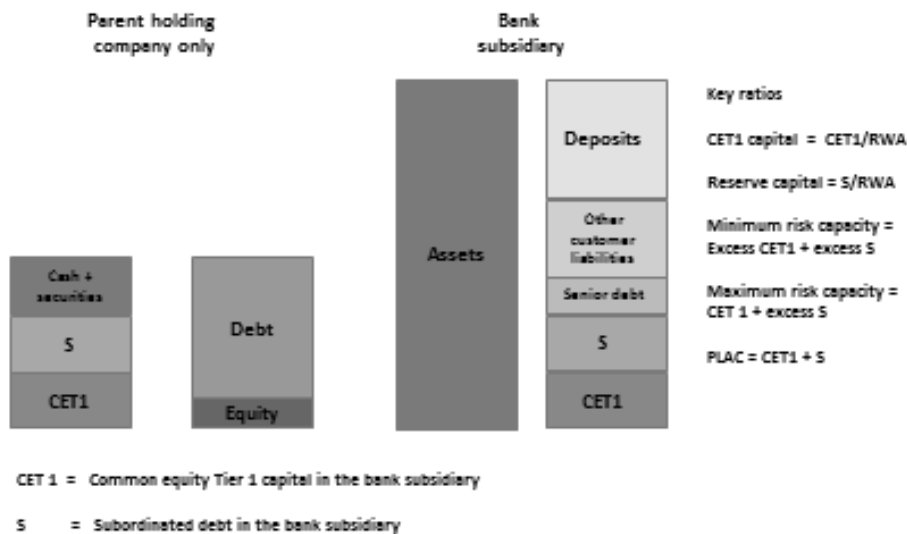 Parent holding
company only
Bank
subsidiary
Cash +
securities
S
CET1
Debt
Equity
Assets
Deposits
Other
customer
liabilities
Senior debt
S
CET1
Key ratios
CET1 capital = CET1/RWA
Reserve capital = S/RWA
Minimum risk capacity =
Excess CET1 + excess S
Maximum risk capacity =
CET 1 + excess S
PLAC = CET1 + S
CET 1 = Common equity Tier 1 capital in the bank subsidiary
S = Subordinated debt in the bank subsidiary